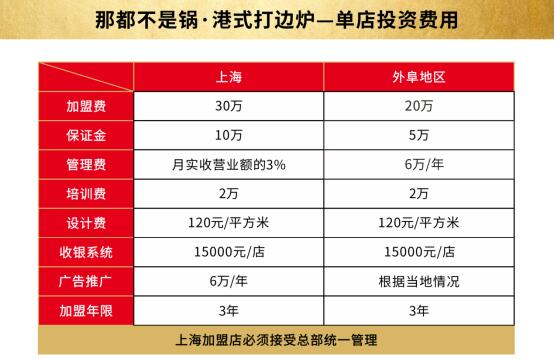 那都不是锅·港式打边炉—单店投资费用
上海 外阜地区
加盟费 30万 20万
保证金 10万 5万
管理费 月实收营业额的3% 6万/年
培训费 2万 2万
设计费 120元/平方米 120元/平方米
收银系统 15000元/店 15000元/店
广告推广 6万/年 根据当地情况
加盟年限 3年 3年
上海加盟店必须接受总部统一管理